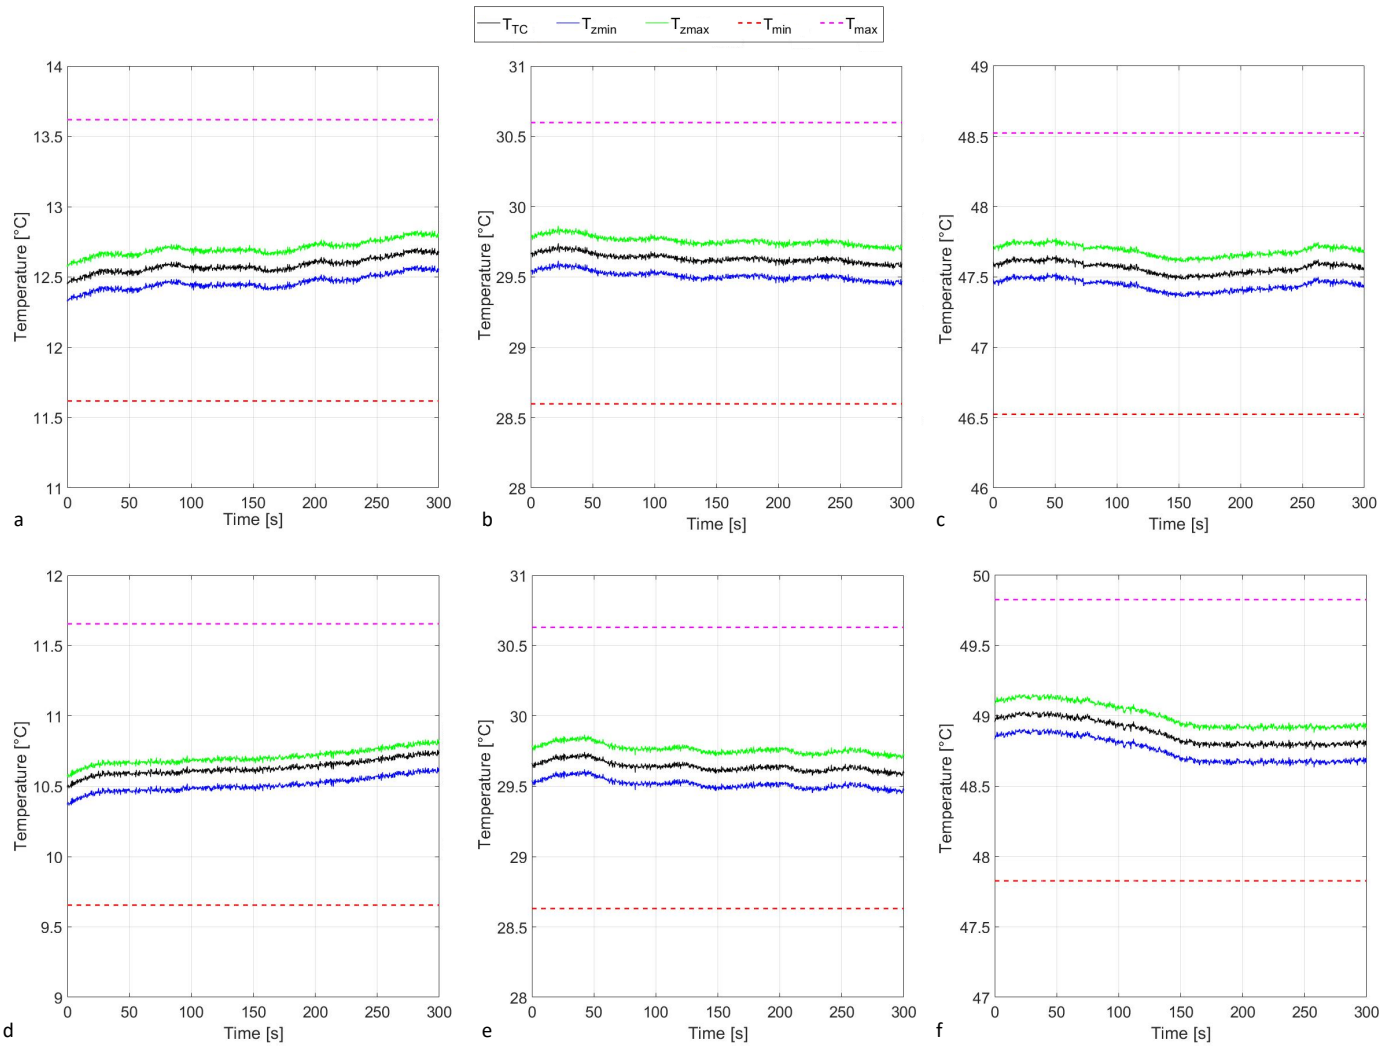 T_TC T_zmin T_zmax T_min T_max
14
13.5
13
12.5
12
11.5
11
0 50 100 150 200 250 300
Temperature [°C]
Time [s]
a
31
30.5
30
29.5
29
28.5
28
0 50 100 150 200 250 300
Temperature [°C]
Time [s]
b
49
48.5
48
47.5
47
46.5
46
0 50 100 150 200 250 300
Temperature [°C]
Time [s]
c
12
11.5
11
10.5
10
9.5
9
0 50 100 150 200 250 300
Temperature [°C]
Time [s]
d
31
30.5
30
29.5
29
28.5
28
0 50 100 150 200 250 300
Temperature [°C]
Time [s]
e
50
49.5
49
48.5
48
47.5
47
0 50 100 150 200 250 300
Temperature [°C]
Time [s]
f